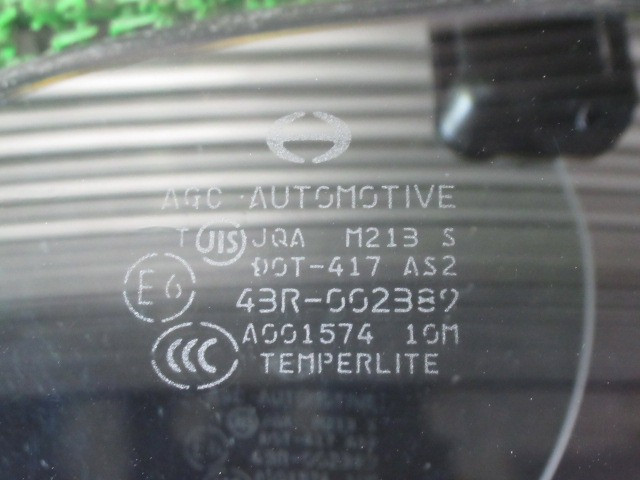 AGC AUTOMOTIVE
T JIS JQA M213 S
DOT-417 AS2
E6 43R-002389
CCC A001574 10M
TEMPERLITE